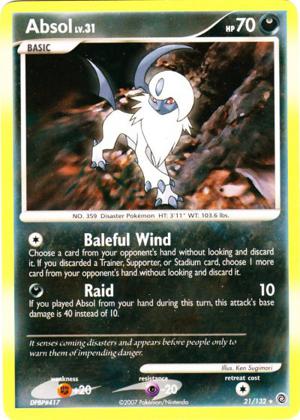 Absol LV.31
HP 70
BASIC
NO. 359 Disaster Pokémon HT: 3'11" WT: 103.6 lbs.
Baleful Wind
Choose a card from your opponent's hand without looking and discard
it. If you discarded a Trainer, Supporter, or Stadium card, choose 1 more
card from your opponent's hand without looking and discard it.
Raid 10
If you played Absol from your hand during this turn, this attack's base
damage is 40 instead of 10.
Illus. Ken Sugimori
It senses coming disasters and appears before people only to
warn them of impending danger.
weakness +20
resistance -20
retreat cost
DPBP#417
©2007 Pokémon/Nintendo
21/132